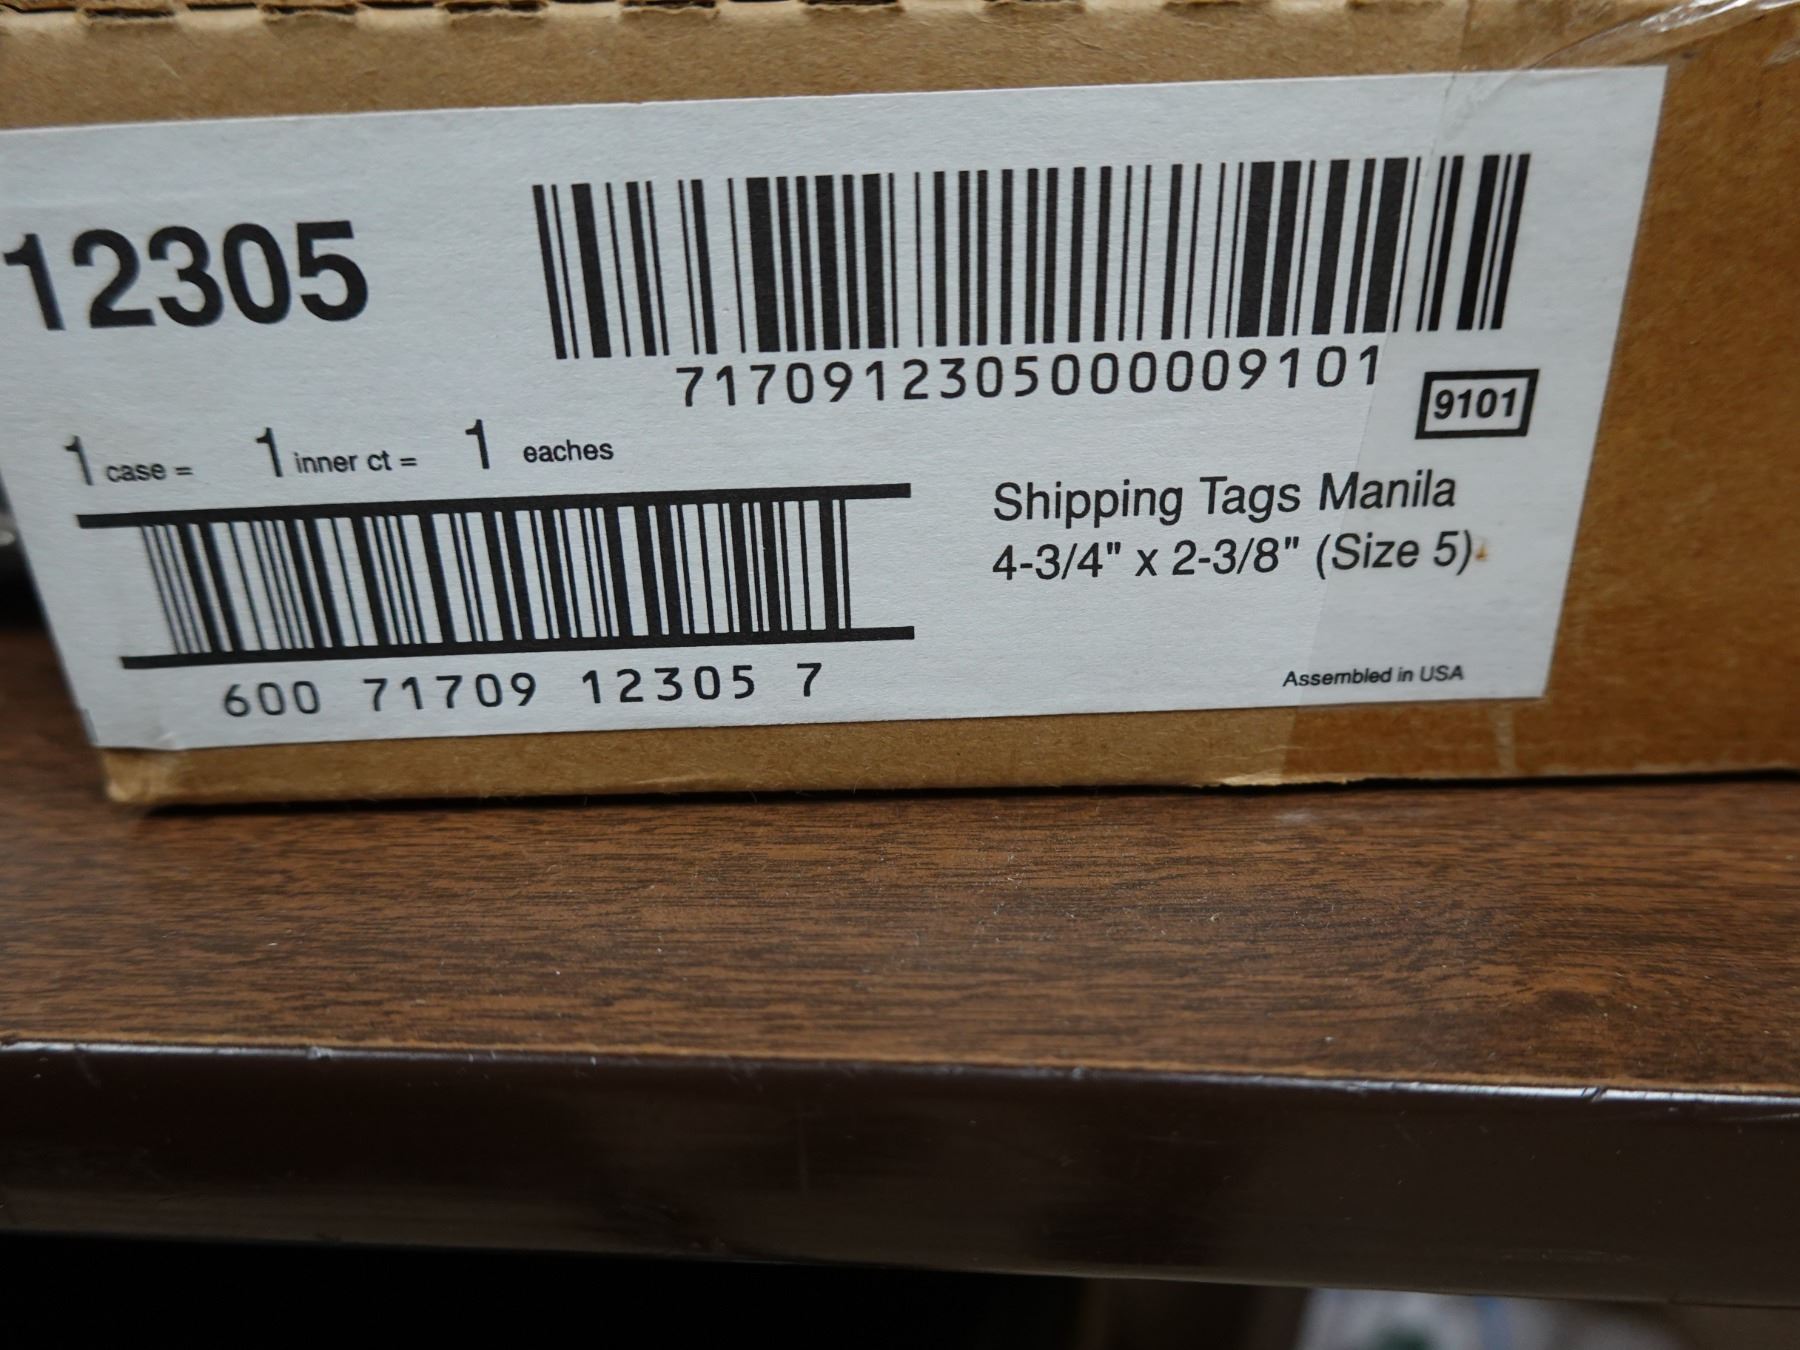 12305
71709123050000009101
9101
1 case = 1 inner ct = 1 eaches
Shipping Tags Manila
4-3/4" x 2-3/8" (Size 5)
600 71709 12305 7
Assembled in USA